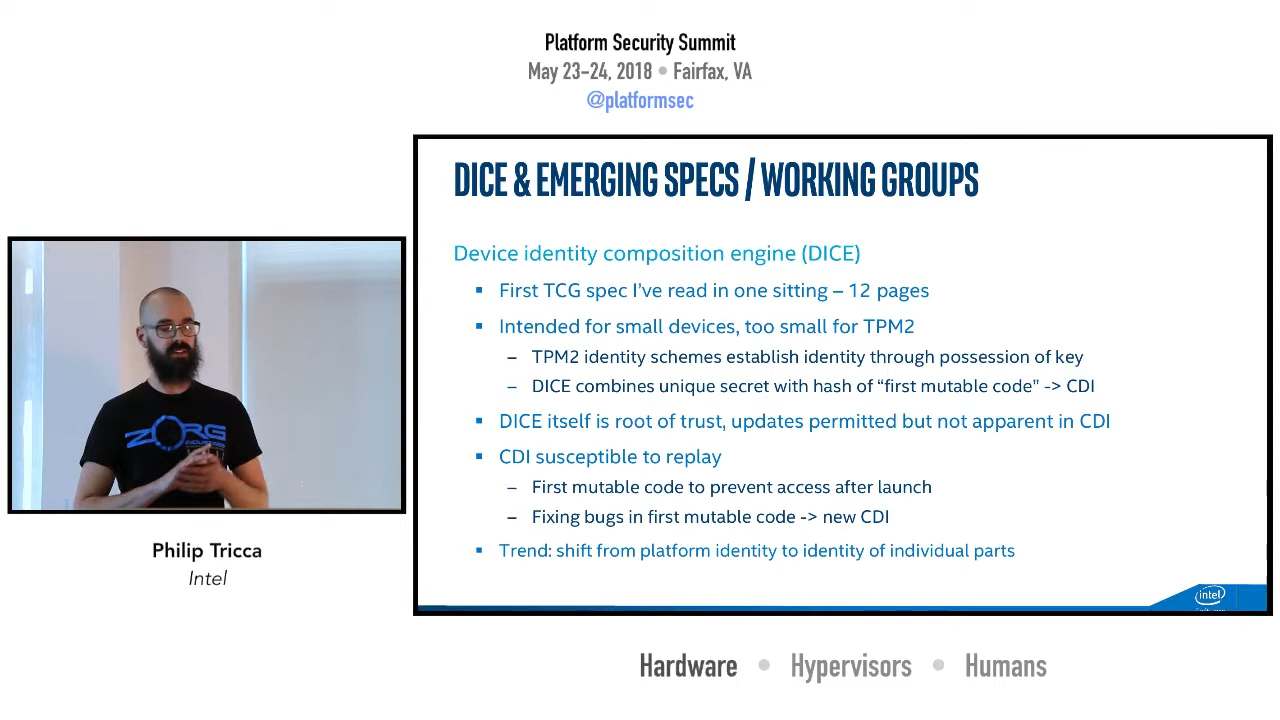 Platform Security Summit
May 23-24, 2018 • Fairfax, VA
@platformsec
DICE & EMERGING SPECS / WORKING GROUPS
Device identity composition engine (DICE)
▪ First TCG spec I've read in one sitting – 12 pages
▪ Intended for small devices, too small for TPM2
– TPM2 identity schemes establish identity through possession of key
– DICE combines unique secret with hash of “first mutable code" -> CDI
▪ DICE itself is root of trust, updates permitted but not apparent in CDI
▪ CDI susceptible to replay
– First mutable code to prevent access after launch
– Fixing bugs in first mutable code -> new CDI
▪ Trend: shift from platform identity to identity of individual parts
intel
ZORG
INDUSTRIES
Philip Tricca
Intel
Hardware • Hypervisors • Humans